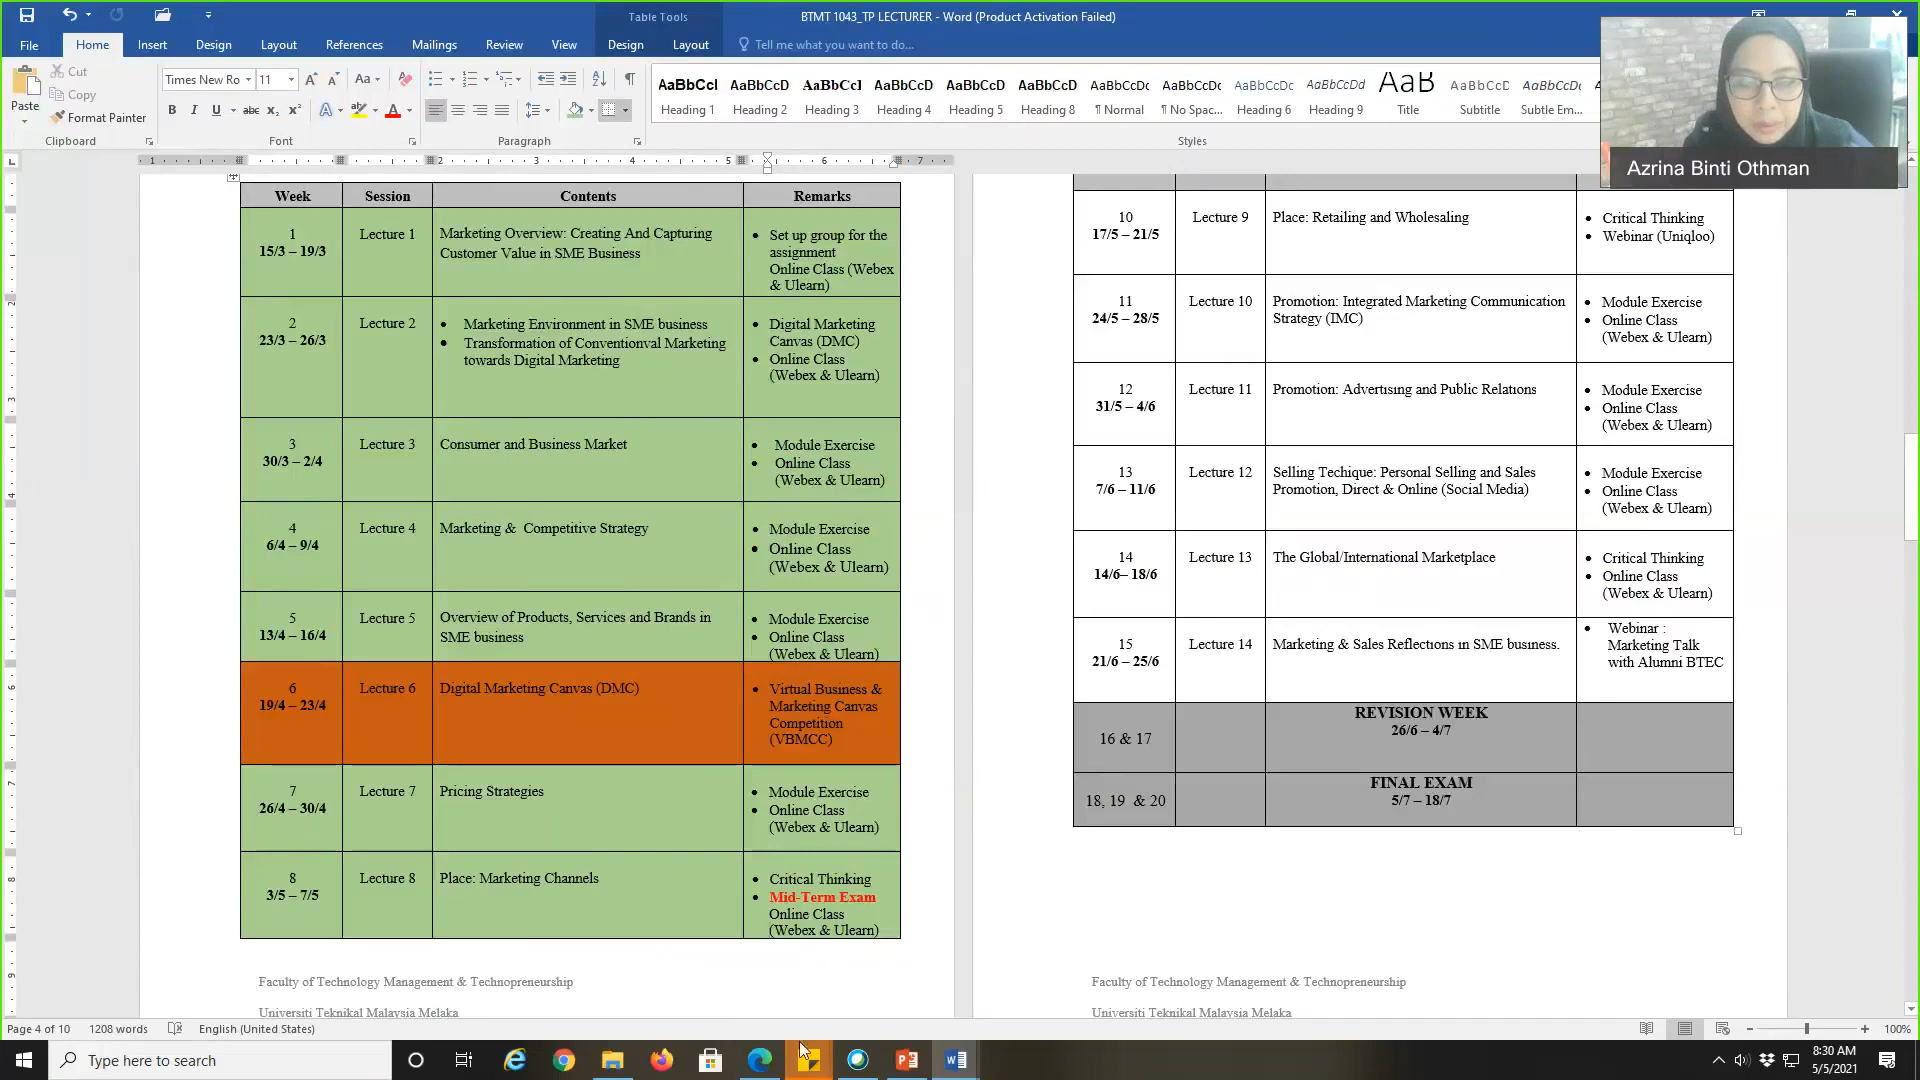 BTMT 1043_TP LECTURER - Word (Product Activation Failed)
Table Tools
File
Home
Insert
Design
Layout
References
Mailings
Review
View
Design
Layout
Tell me what you want to do...
Paste
Cut
Copy
Format Painter
Clipboard
Times New Ro
11
Font
Paragraph
AaBbCcI Heading 1
AaBbCcD Heading 2
AaBbCcI Heading 3
AaBbCcD Heading 4
AaBbCcD Heading 5
AaBbCcD Heading 8
AaBbCcDc ¶ Normal
AaBbCcDc ¶ No Spac...
AaBbCcDc Heading 6
AaBbCcDd Heading 9
AaB Title
AaBbCcD Subtitle
AaBbCcDc Subtle Em...
Styles
Azrina Binti Othman
Week Session Contents Remarks
1
15/3 – 19/3
Lecture 1
Marketing Overview: Creating And Capturing
Customer Value in SME Business
• Set up group for the
assignment
Online Class (Webex
& Ulearn)
2
23/3 – 26/3
Lecture 2
• Marketing Environment in SME business
• Transformation of Conventionval Marketing
towards Digital Marketing
• Digital Marketing
Canvas (DMC)
• Online Class
(Webex & Ulearn)
3
30/3 – 2/4
Lecture 3
Consumer and Business Market
• Module Exercise
• Online Class
(Webex & Ulearn)
4
6/4 – 9/4
Lecture 4
Marketing & Competitive Strategy
• Module Exercise
• Online Class
(Webex & Ulearn)
5
13/4 – 16/4
Lecture 5
Overview of Products, Services and Brands in
SME business
• Module Exercise
• Online Class
(Webex & Ulearn)
6
19/4 – 23/4
Lecture 6
Digital Marketing Canvas (DMC)
• Virtual Business &
Marketing Canvas
Competition
(VBMCC)
7
26/4 – 30/4
Lecture 7
Pricing Strategies
• Module Exercise
• Online Class
(Webex & Ulearn)
8
3/5 – 7/5
Lecture 8
Place: Marketing Channels
• Critical Thinking
• Mid-Term Exam
Online Class
(Webex & Ulearn)
Faculty of Technology Management & Technopreneurship
Universiti Teknikal Malaysia Melaka
10
17/5 – 21/5
Lecture 9
Place: Retailing and Wholesaling
• Critical Thinking
• Webinar (Uniqloo)
11
24/5 – 28/5
Lecture 10
Promotion: Integrated Marketing Communication
Strategy (IMC)
• Module Exercise
• Online Class
(Webex & Ulearn)
12
31/5 – 4/6
Lecture 11
Promotion: Advertising and Public Relations
• Module Exercise
• Online Class
(Webex & Ulearn)
13
7/6 – 11/6
Lecture 12
Selling Techique: Personal Selling and Sales
Promotion, Direct & Online (Social Media)
• Module Exercise
• Online Class
(Webex & Ulearn)
14
14/6– 18/6
Lecture 13
The Global/International Marketplace
• Critical Thinking
• Online Class
(Webex & Ulearn)
15
21/6 – 25/6
Lecture 14
Marketing & Sales Reflections in SME business.
• Webinar :
Marketing Talk
with Alumni BTEC
16 & 17
REVISION WEEK
26/6 – 4/7
18, 19 & 20
FINAL EXAM
5/7 – 18/7
Faculty of Technology Management & Technopreneurship
Universiti Teknikal Malaysia Melaka
Page 4 of 10
1208 words
English (United States)
100%
Type here to search
8:30 AM
5/5/2021